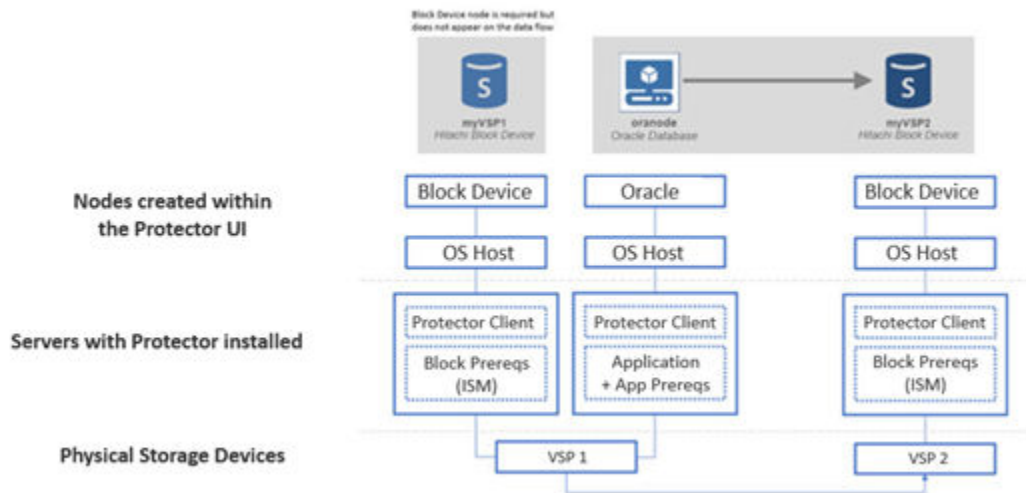 Block Device node is required but
does not appear on the data flow
S
myVSP1
Hitachi Block Device
oranode
Oracle Database
S
myVSP2
Hitachi Block Device
Nodes created within
the Protector UI
Block Device
Oracle
Block Device
OS Host
OS Host
OS Host
Servers with Protector installed
Protector Client
Block Prereqs
(ISM)
Protector Client
Application
+ App Prereqs
Protector Client
Block Prereqs
(ISM)
Physical Storage Devices
VSP 1
VSP 2